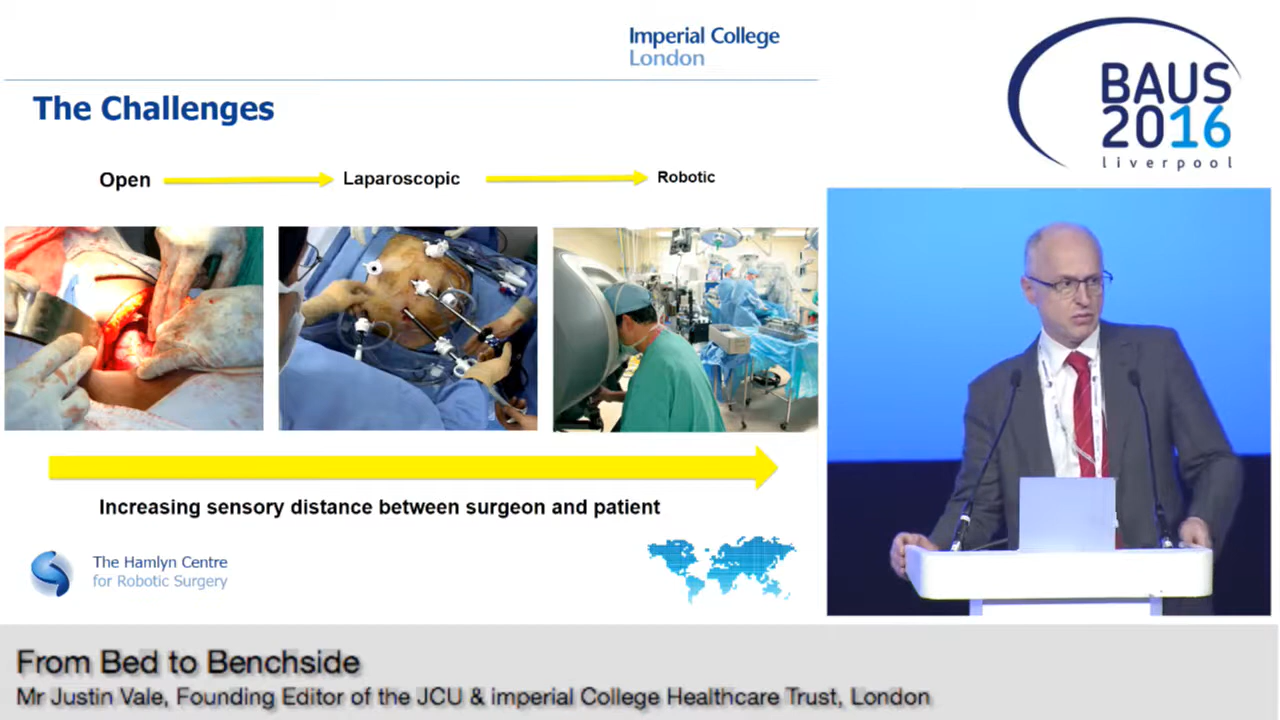 Imperial College
London
The Challenges
Open
Laparoscopic
Robotic
Increasing sensory distance between surgeon and patient
The Hamlyn Centre
for Robotic Surgery
BAUS
2016
liverpool
From Bed to Benchside
Mr Justin Vale, Founding Editor of the JCU & imperial College Healthcare Trust, London